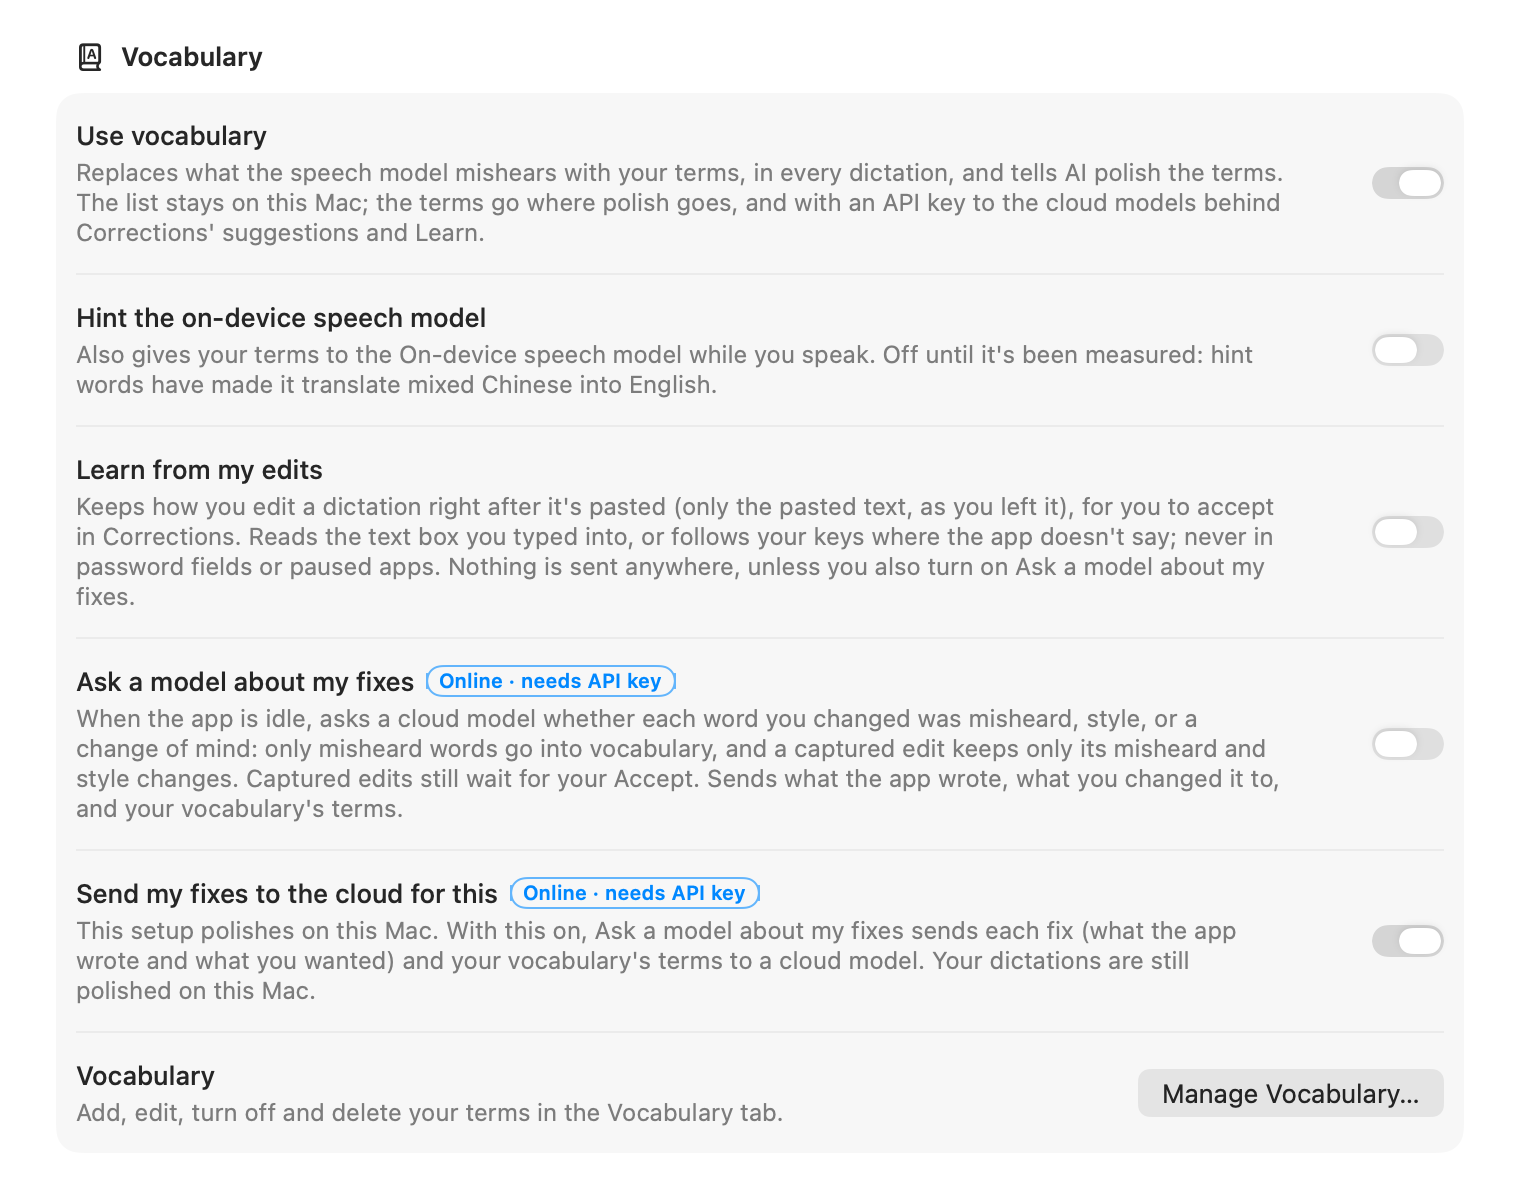 Vocabulary
Use vocabulary
Replaces what the speech model mishears with your terms, in every dictation, and tells AI polish the terms.
The list stays on this Mac; the terms go where polish goes, and with an API key to the cloud models behind
Corrections' suggestions and Learn.
Hint the on-device speech model
Also gives your terms to the On-device speech model while you speak. Off until it's been measured: hint
words have made it translate mixed Chinese into English.
Learn from my edits
Keeps how you edit a dictation right after it's pasted (only the pasted text, as you left it), for you to accept
in Corrections. Reads the text box you typed into, or follows your keys where the app doesn't say; never in
password fields or paused apps. Nothing is sent anywhere, unless you also turn on Ask a model about my
fixes.
Ask a model about my fixes Online · needs API key
When the app is idle, asks a cloud model whether each word you changed was misheard, style, or a
change of mind: only misheard words go into vocabulary, and a captured edit keeps only its misheard and
style changes. Captured edits still wait for your Accept. Sends what the app wrote, what you changed it to,
and your vocabulary's terms.
Send my fixes to the cloud for this Online · needs API key
This setup polishes on this Mac. With this on, Ask a model about my fixes sends each fix (what the app
wrote and what you wanted) and your vocabulary's terms to a cloud model. Your dictations are still
polished on this Mac.
Vocabulary
Add, edit, turn off and delete your terms in the Vocabulary tab.
Manage Vocabulary...